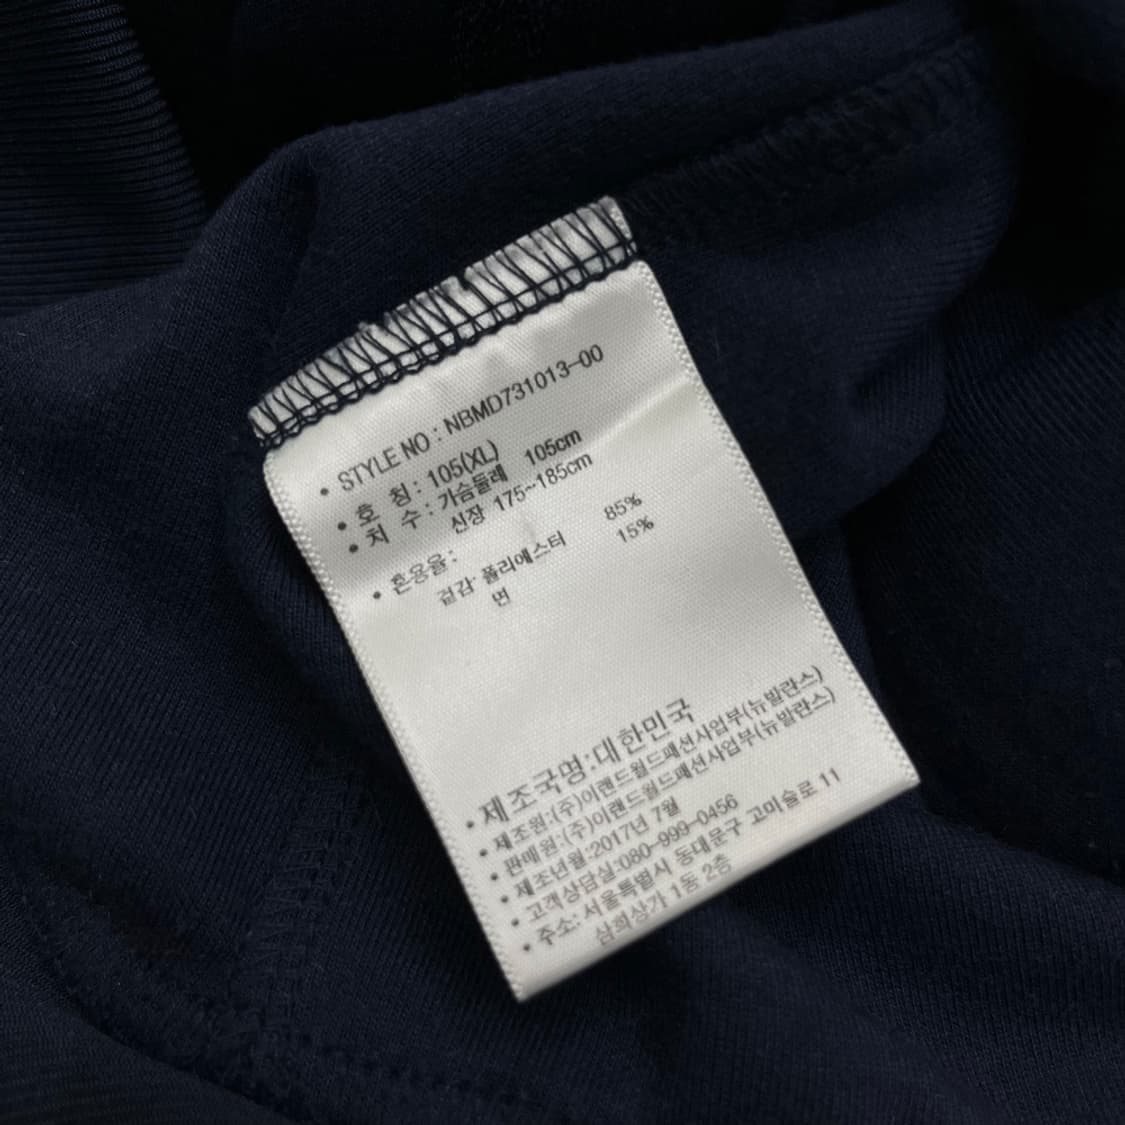 • STYLE NO : NBMD731013-00
• 호 칭 : 105(XL)
• 치 수 : 가슴둘레 105cm
신장 175~185cm
• 혼용율 :
겉감 폴리에스터 85%
면 15%
• 제조국명:대한민국
• 제조원:(주)이랜드월드패션사업부(뉴발란스)
• 판매원:(주)이랜드월드패션사업부(뉴발란스)
• 제조년월:2017년 7월
• 고객상담실:080-999-0456
• 주소: 서울특별시 동대문구 고미술로 11
삼희상가 1동 2층